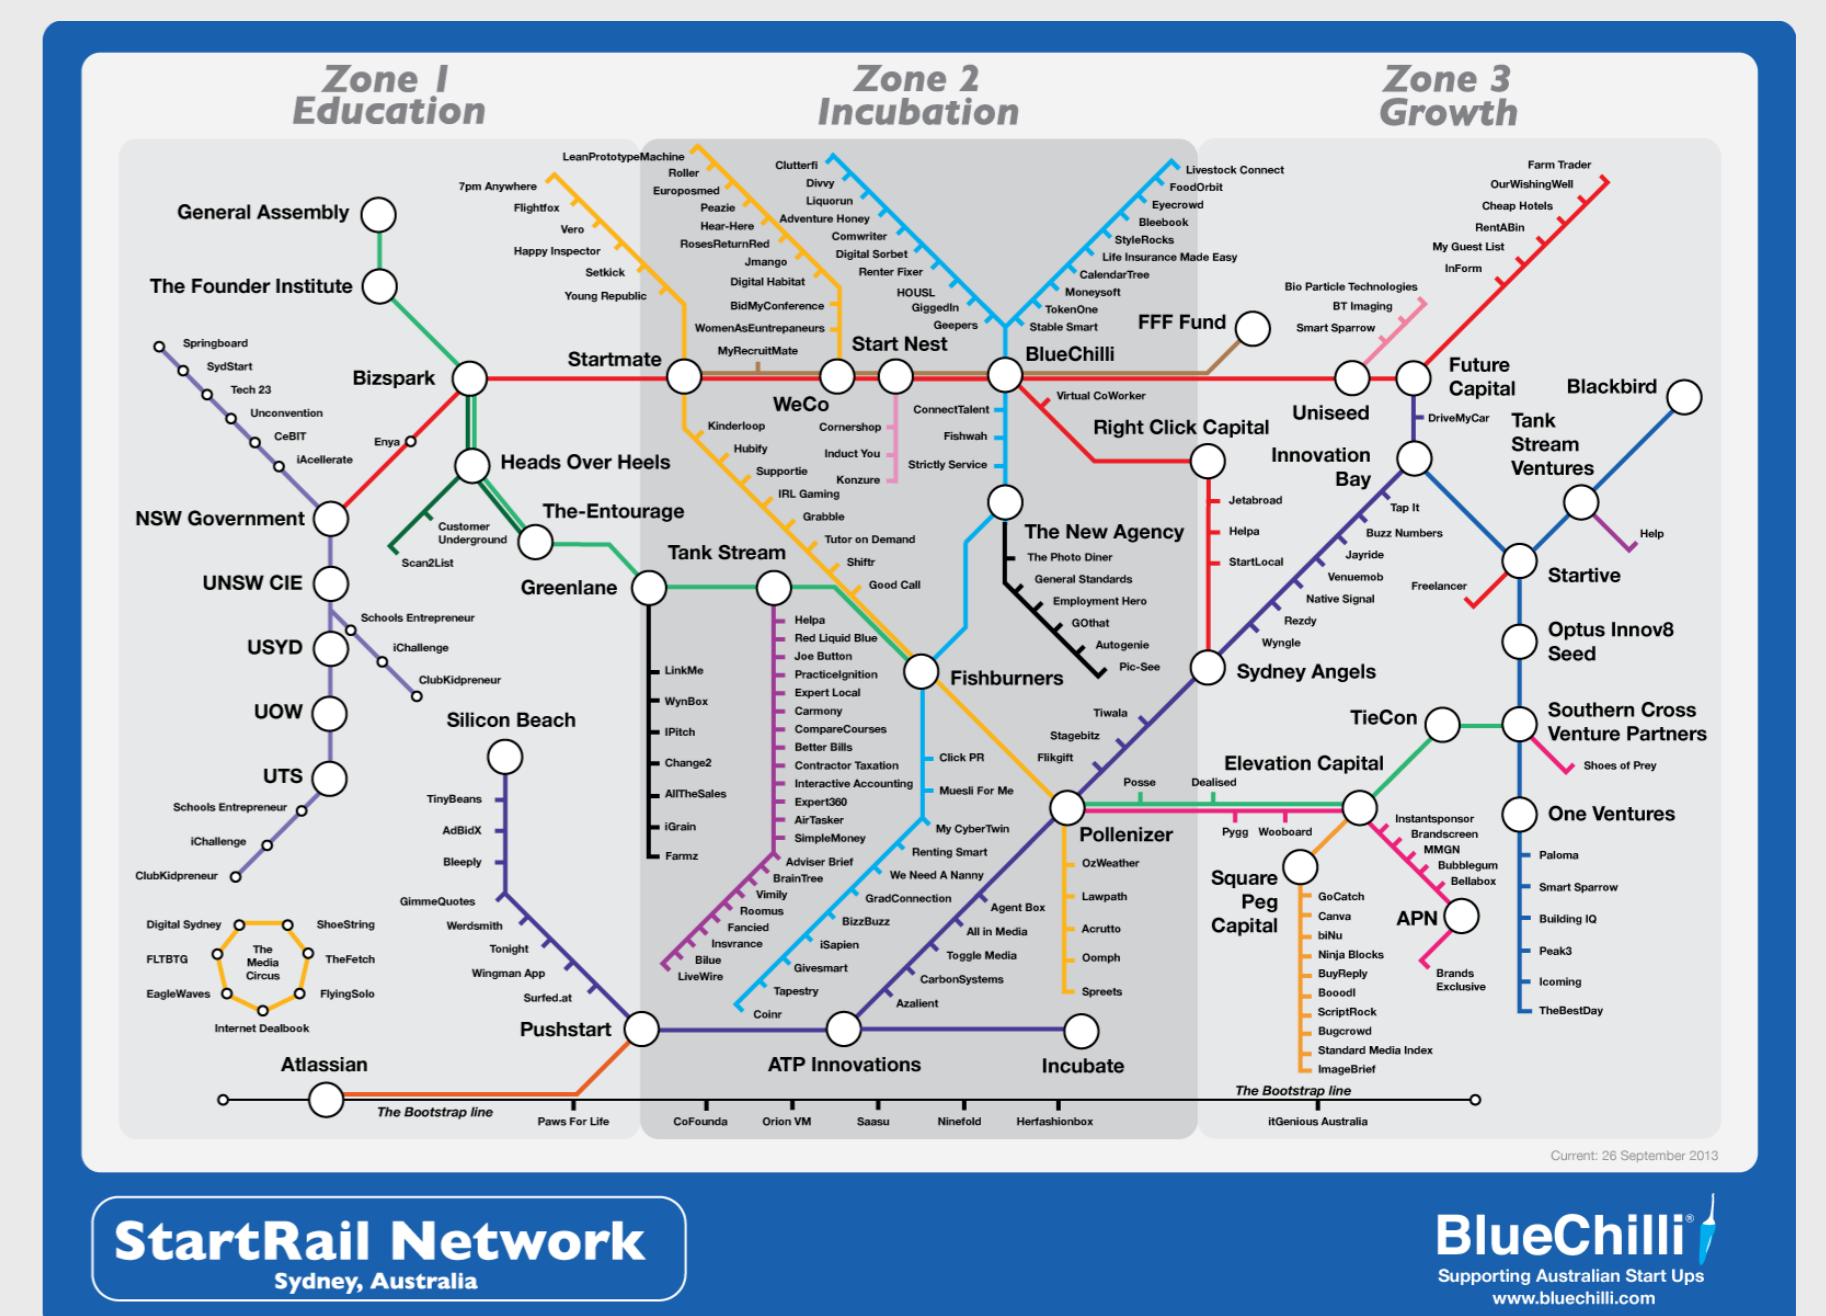 Zone 1
Education
Zone 2
Incubation
Zone 3
Growth
General Assembly
The Founder Institute
Bizspark
Springboard
SydStart
Tech 23
Unconvention
CeBIT
iAcellerate
Enya
NSW Government
UNSW CIE
Schools Entrepreneur
iChallenge
ClubKidpreneur
USYD
UOW
UTS
Schools Entrepreneur
iChallenge
ClubKidpreneur
Heads Over Heels
Customer
Underground
Scan2List
The-Entourage
Greenlane
LinkMe
WynBox
IPitch
Change2
AllTheSales
iGrain
Farmz
Silicon Beach
TinyBeans
AdBidX
Bleeply
GimmeQuotes
Werdsmith
Tonight
Wingman App
Surfed.at
Pushstart
Digital Sydney
ShoeString
FLTBTG
The
Media
Circus
TheFetch
EagleWaves
FlyingSolo
Internet Dealbook
Atlassian
The Bootstrap line
Paws For Life
CoFounda
Orion VM
Saasu
Ninefold
Herfashionbox
The Bootstrap line
itGenious Australia
7pm Anywhere
Flightfox
Vero
Happy Inspector
Setkick
Young Republic
Startmate
MyRecruitMate
Kinderloop
Hubify
Supportie
IRL Gaming
Grabble
Tutor on Demand
Shiftr
Good Call
LeanPrototypeMachine
Roller
Europosmed
Peazie
Hear-Here
RosesReturnRed
Jmango
Digital Habitat
BidMyConference
WomenAsEuntrepaneurs
WeCo
Start Nest
Cornershop
Induct You
Konzure
Clutterfi
Divvy
Liquorun
Adventure Honey
Comwriter
Digital Sorbet
Renter Fixer
HOUSL
GiggedIn
Geepers
Livestock Connect
FoodOrbit
Eyecrowd
Bleebook
StyleRocks
Life Insurance Made Easy
CalendarTree
Moneysoft
TokenOne
Stable Smart
BlueChilli
ConnectTalent
Fishwah
Strictly Service
Virtual CoWorker
FFF Fund
The New Agency
The Photo Diner
General Standards
Employment Hero
GOthat
Autogenie
Pic-See
Tank Stream
Helpa
Red Liquid Blue
Joe Button
PracticeIgnition
Expert Local
Carmony
CompareCourses
Better Bills
Contractor Taxation
Interactive Accounting
Expert360
AirTasker
SimpleMoney
Adviser Brief
BrainTree
Vimily
Roomus
Fancied
Insvrance
Bilue
LiveWire
Fishburners
Click PR
Muesli For Me
My CyberTwin
Renting Smart
We Need A Nanny
GradConnection
BizzBuzz
iSapien
Givesmart
Tapestry
Coinr
Tiwala
Stagebitz
Flikgift
Pollenizer
OzWeather
Lawpath
Acrutto
Oomph
Spreets
Agent Box
All in Media
Toggle Media
CarbonSystems
Azalient
ATP Innovations
Incubate
Posse
Dealised
Pygg
Wooboard
Right Click Capital
Jetabroad
Helpa
StartLocal
Sydney Angels
Farm Trader
OurWishingWell
Cheap Hotels
RentABin
My Guest List
InForm
Bio Particle Technologies
BT Imaging
Smart Sparrow
Uniseed
Future
Capital
DriveMyCar
Innovation
Bay
Tap It
Buzz Numbers
Jayride
Venuemob
Native Signal
Rezdy
Wyngle
Blackbird
Tank
Stream
Ventures
Help
Freelancer
Startive
Optus Innov8
Seed
TieCon
Southern Cross
Venture Partners
Shoes of Prey
Elevation Capital
Instantsponsor
Brandscreen
MMGN
Bubblegum
Bellabox
APN
Brands
Exclusive
Square
Peg
Capital
GoCatch
Canva
biNu
Ninja Blocks
BuyReply
Booodl
ScriptRock
Bugcrowd
Standard Media Index
ImageBrief
One Ventures
Paloma
Smart Sparrow
Building IQ
Peak3
Icoming
TheBestDay
Current: 26 September 2013
StartRail Network
Sydney, Australia
BlueChilli®
Supporting Australian Start Ups
www.bluechilli.com